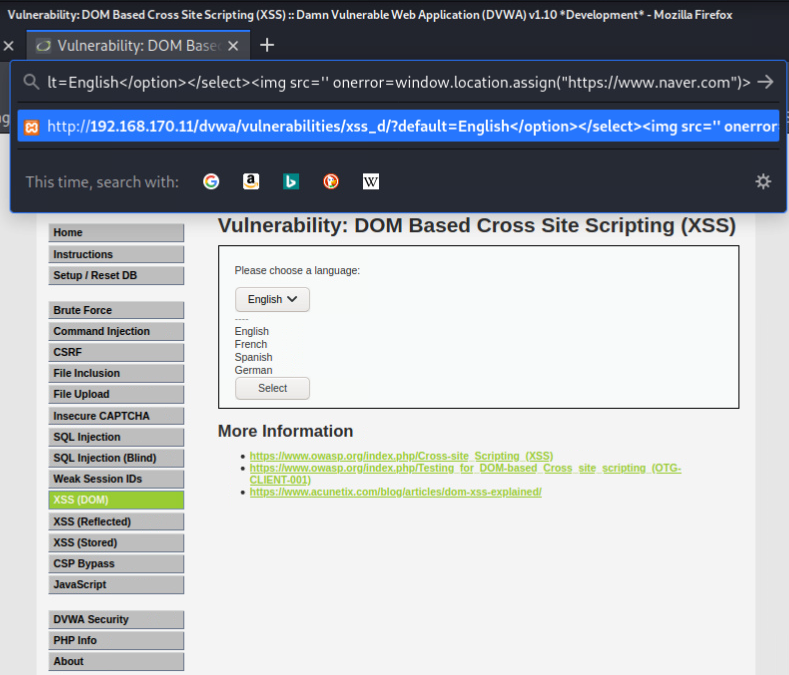 Vulnerability: DOM Based Cross Site Scripting (XSS) :: Damn Vulnerable Web Application (DVWA) v1.10 *Development* - Mozilla Firefox
Vulnerability: DOM Base
lt=English</option></select><img src='' onerror=window.location.assign("https://www.naver.com")>
http://192.168.170.11/dvwa/vulnerabilities/xss_d/?default=English</option></select><img src='' onerror
This time, search with:
Vulnerability: DOM Based Cross Site Scripting (XSS)
Home
Instructions
Setup / Reset DB
Brute Force
Command Injection
CSRF
File Inclusion
File Upload
Insecure CAPTCHA
SQL Injection
SQL Injection (Blind)
Weak Session IDs
XSS (DOM)
XSS (Reflected)
XSS (Stored)
CSP Bypass
JavaScript
DVWA Security
PHP Info
About
Please choose a language:
English
----
English
French
Spanish
German
Select
More Information
https://www.owasp.org/index.php/Cross-site_Scripting_(XSS)
https://www.owasp.org/index.php/Testing_for_DOM-based_Cross_site_scripting_(OTG-
CLIENT-001)
https://www.acunetix.com/blog/articles/dom-xss-explained/